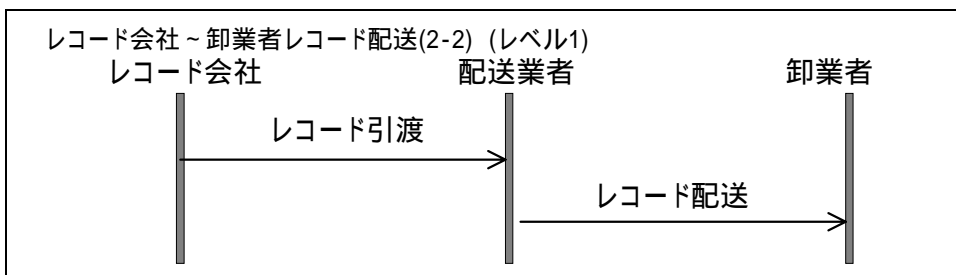 レコード会社～卸業者レコード配送(2-2) (レベル1)
レコード会社 配送業者 卸業者
レコード引渡
レコード配送